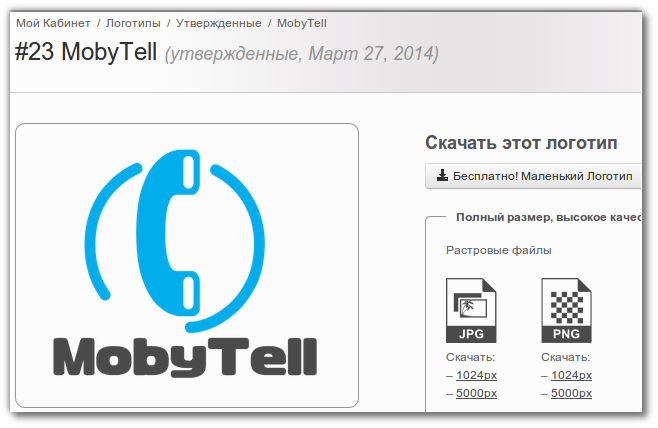 Мой Кабинет / Логотипы / Утвержденные / MobyTell
#23 MobyTell (утвержденные, Март 27, 2014)
MobyTell
Скачать этот логотип
Бесплатно! Маленький Логотип
Полный размер, высокое качес
Растровые файлы
JPG PNG
Скачать: Скачать:
– 1024px – 1024px
– 5000px – 5000px